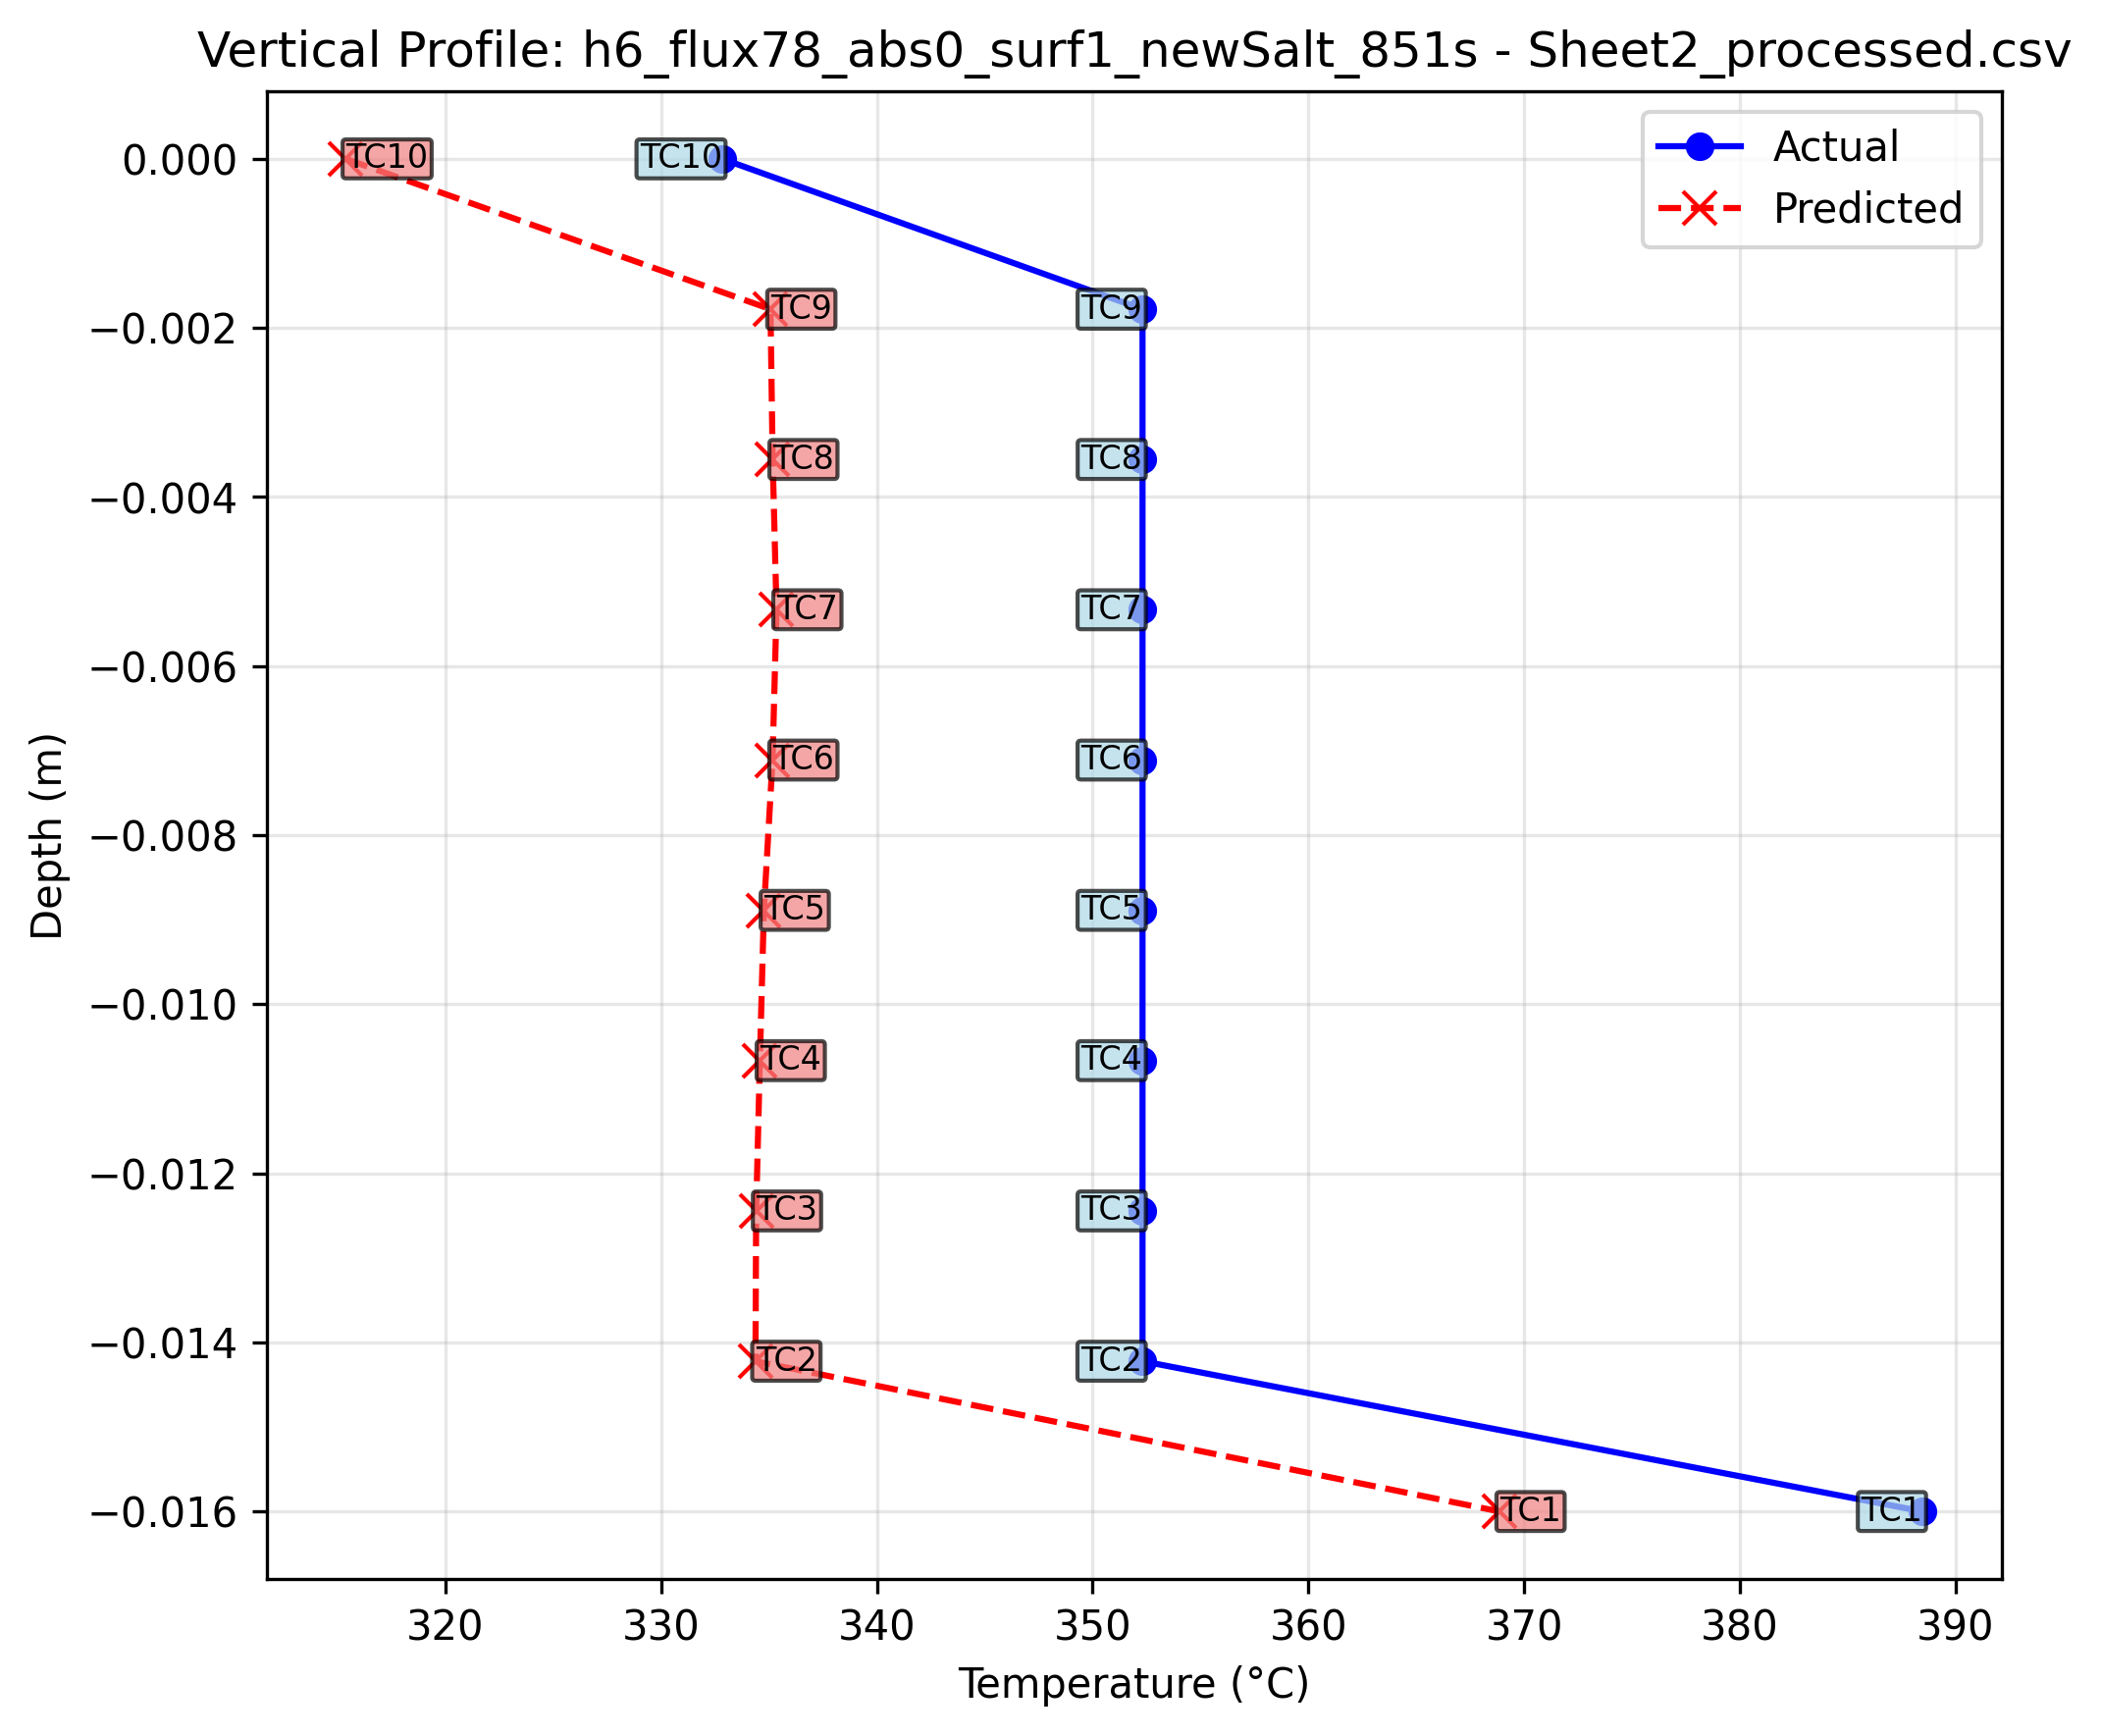 Vertical Profile: h6_flux78_abs0_surf1_newSalt_851s - Sheet2_processed.csv
Actual
Predicted
0.000
−0.002
−0.004
−0.006
−0.008
−0.010
−0.012
−0.014
−0.016
Depth (m)
TC10 TC10
TC9 TC9
TC8 TC8
TC7 TC7
TC6 TC6
TC5 TC5
TC4 TC4
TC3 TC3
TC2 TC2
TC1 TC1
320 330 340 350 360 370 380 390
Temperature (°C)